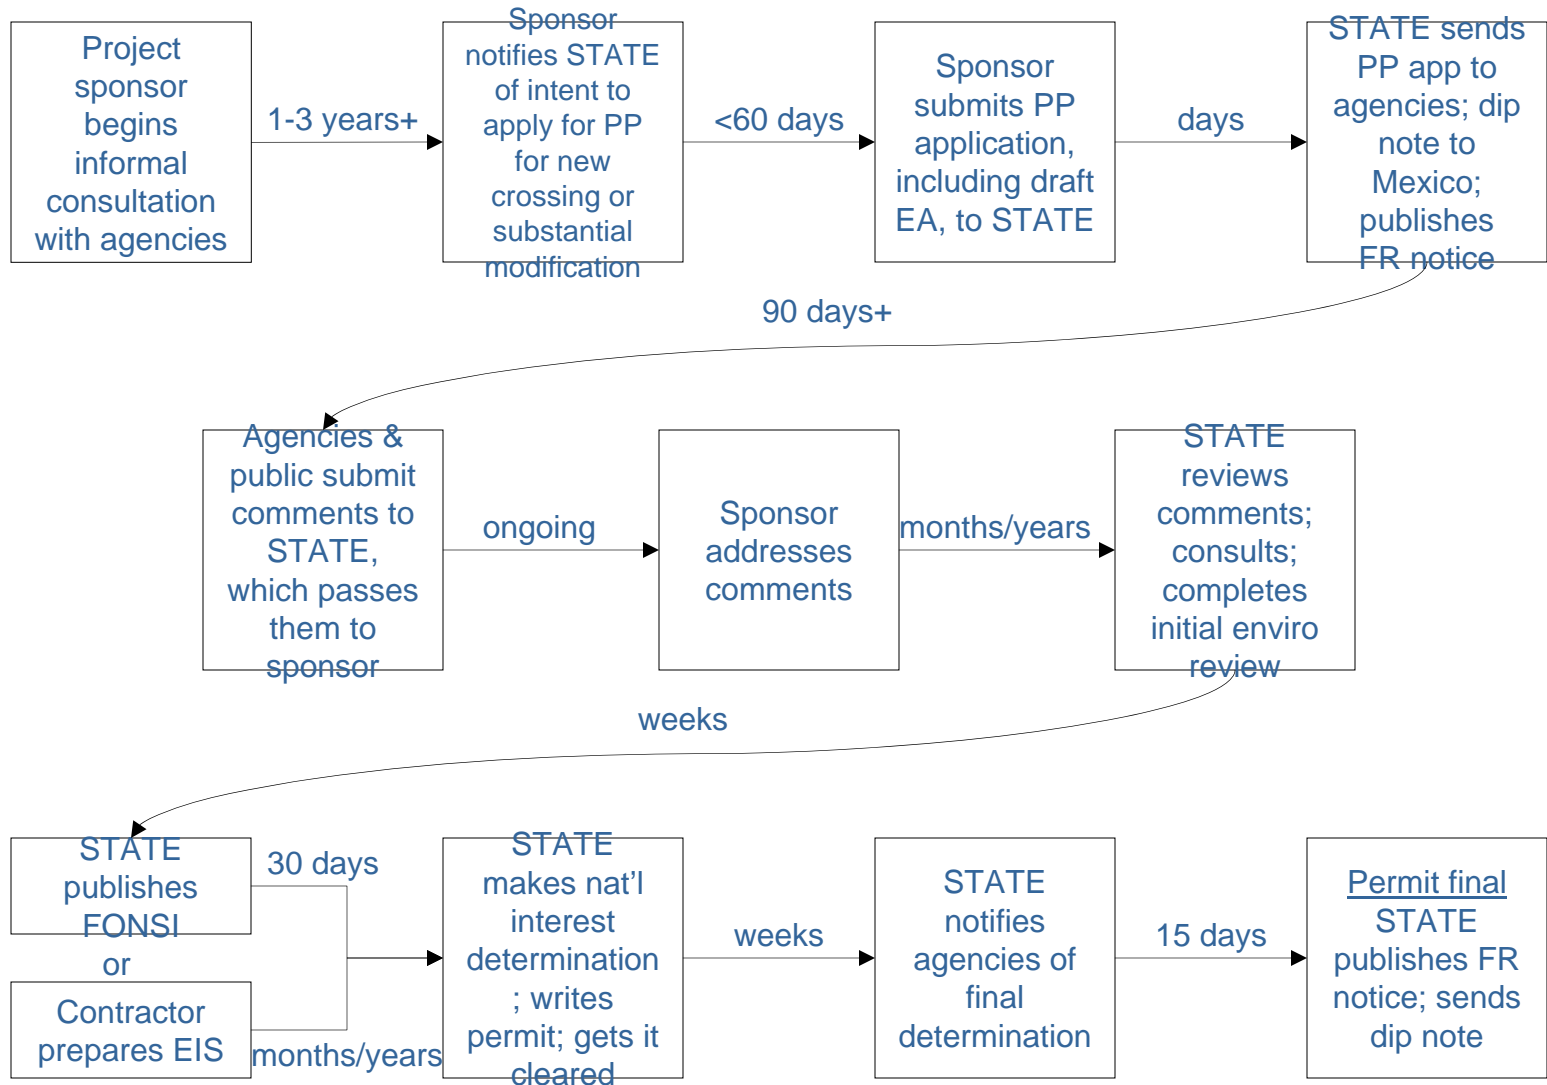 Project
sponsor
begins
informal
consultation
with agencies
1-3 years+
Sponsor
notifies STATE
of intent to
apply for PP
for new
crossing or
substantial
modification
<60 days
Sponsor
submits PP
application,
including draft
EA, to STATE
days
STATE sends
PP app to
agencies; dip
note to
Mexico;
publishes
FR notice
90 days+
Agencies &
public submit
comments to
STATE,
which passes
them to
sponsor
ongoing
Sponsor
addresses
comments
months/years
STATE
reviews
comments;
consults;
completes
initial enviro
review
weeks
STATE
publishes
FONSI
or
Contractor
prepares EIS
30 days
months/years
STATE
makes nat’l
interest
determination
; writes
permit; gets it
cleared
weeks
STATE
notifies
agencies of
final
determination
15 days
Permit final
STATE
publishes FR
notice; sends
dip note